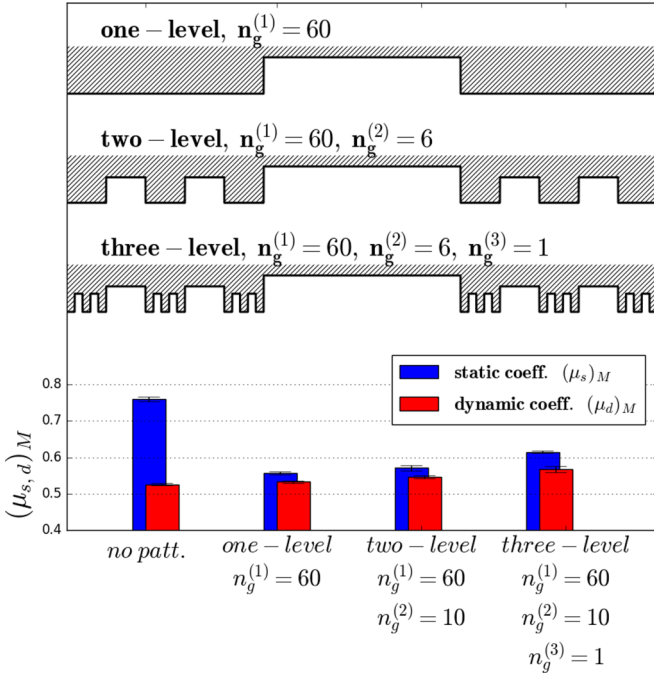 one − level, n_g^(1) = 60
two − level, n_g^(1) = 60, n_g^(2) = 6
three − level, n_g^(1) = 60, n_g^(2) = 6, n_g^(3) = 1
static coeff. (μ_s)_M
dynamic coeff. (μ_d)_M
(μ_s, d)_M
0.8
0.7
0.6
0.5
0.4
no patt.
one − level
n_g^(1) = 60
two − level
n_g^(1) = 60
n_g^(2) = 10
three − level
n_g^(1) = 60
n_g^(2) = 10
n_g^(3) = 1